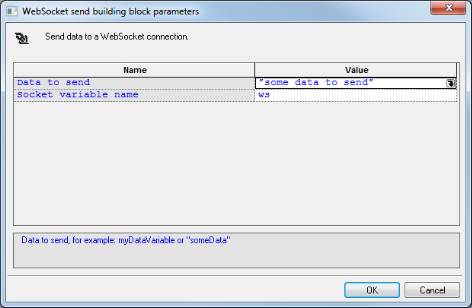 WebSocket send building block parameters
Send data to a WebSocket connection.
Name Value
Data to send "some data to send"
Socket variable name ws
Data to send, for example: myDataVariable or "someData"
OK Cancel